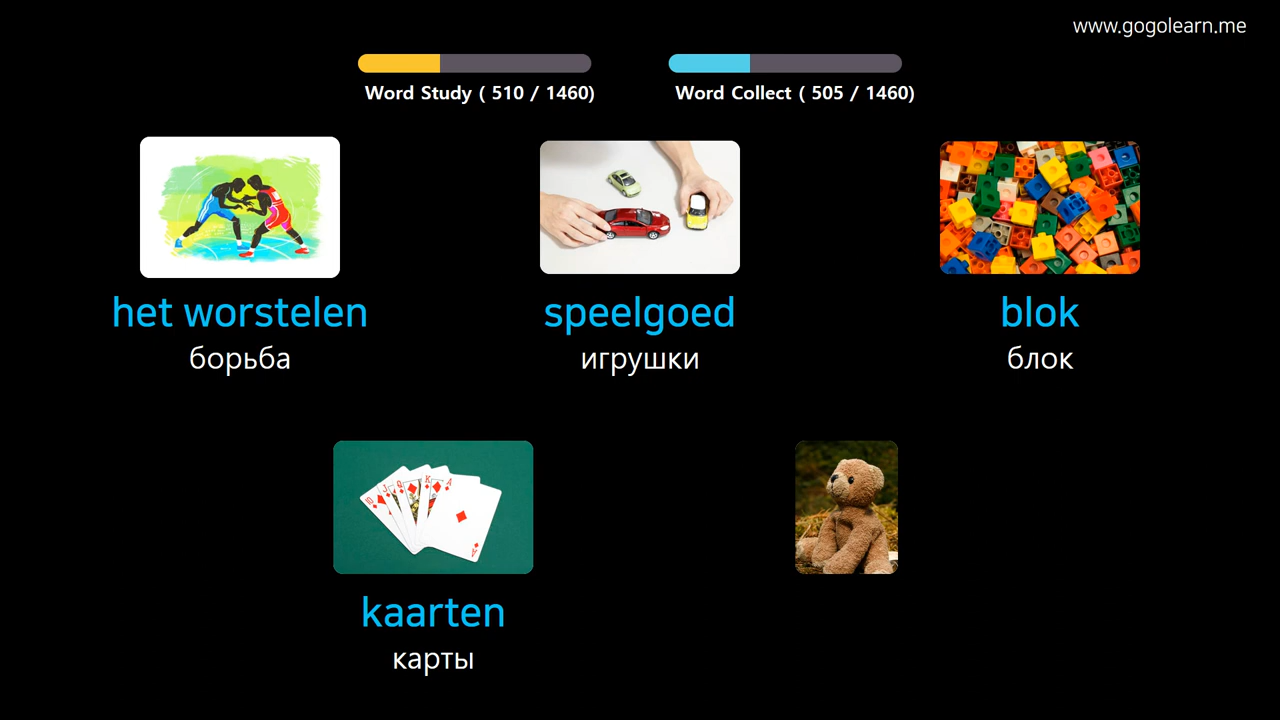 www.gogolearn.me
Word Study ( 510 / 1460)
Word Collect ( 505 / 1460)
het worstelen
борьба
speelgoed
игрушки
blok
блок
kaarten
карты